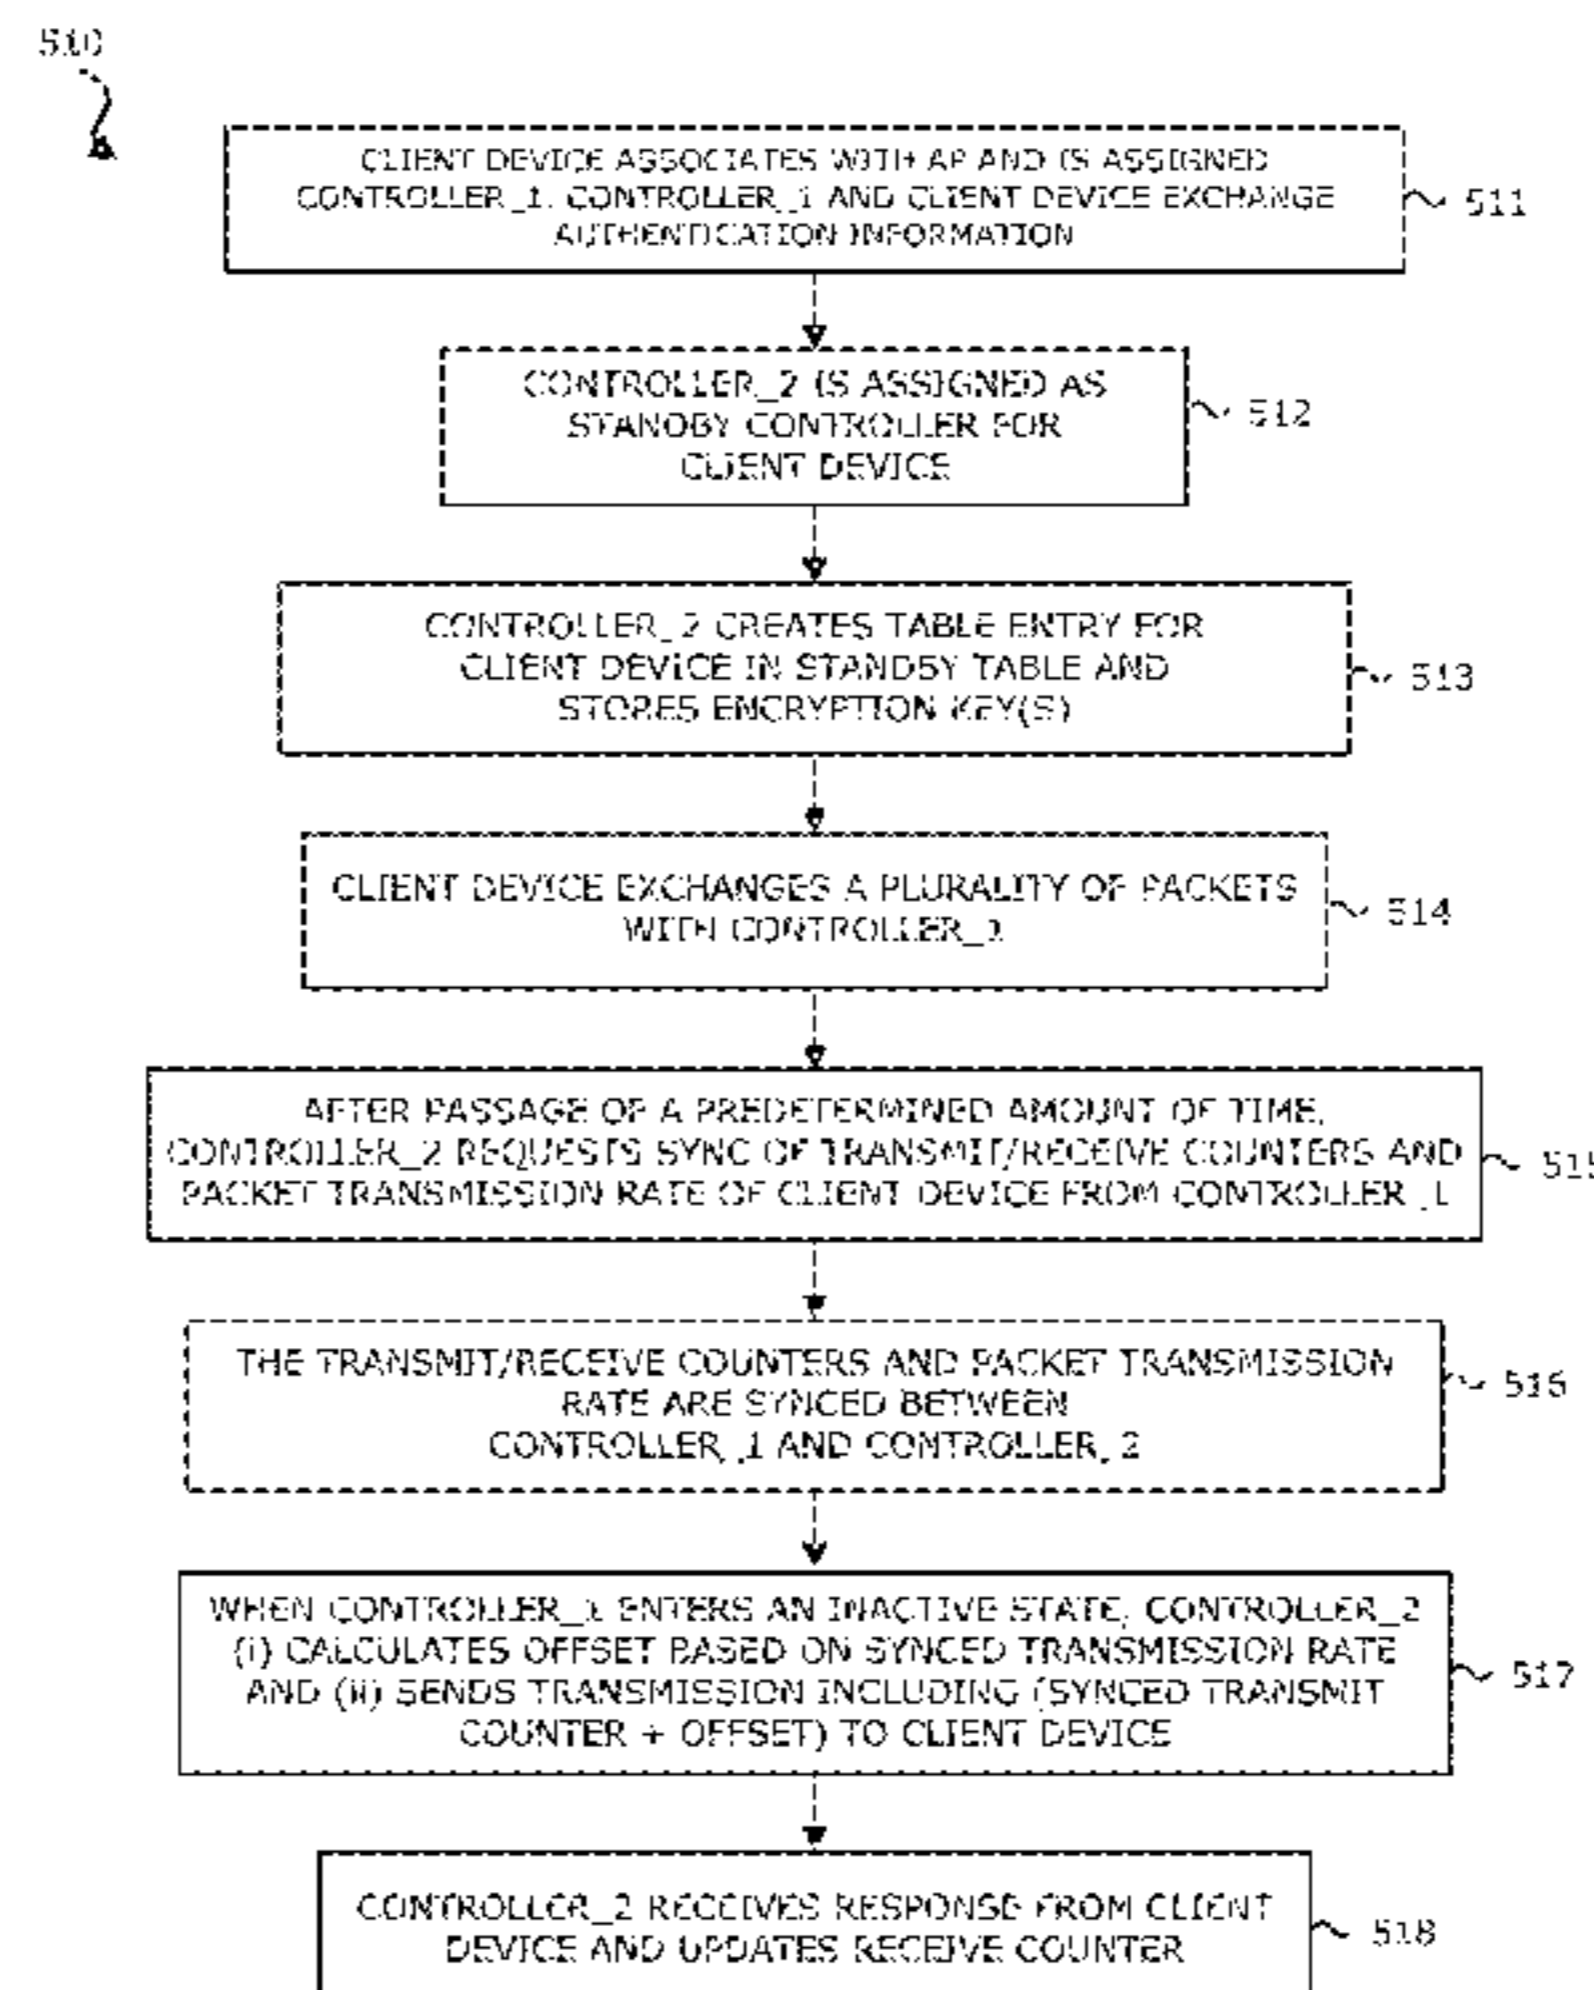 510
CLIENT DEVICE ASSOCIATES WITH AP AND IS ASSIGNED
CONTROLLER_1. CONTROLLER_1 AND CLIENT DEVICE EXCHANGE
AUTHENTICATION INFORMATION
511
CONTROLLER_2 IS ASSIGNED AS
STANDBY CONTROLLER FOR
CLIENT DEVICE
512
CONTROLLER_2 CREATES TABLE ENTRY FOR
CLIENT DEVICE IN STANDBY TABLE AND
STORES ENCRYPTION KEY(S)
513
CLIENT DEVICE EXCHANGES A PLURALITY OF PACKETS
WITH CONTROLLER_1
514
AFTER PASSAGE OF A PREDETERMINED AMOUNT OF TIME,
CONTROLLER_2 REQUESTS SYNC OF TRANSMIT/RECEIVE COUNTERS AND
PACKET TRANSMISSION RATE OF CLIENT DEVICE FROM CONTROLLER_1
515
THE TRANSMIT/RECEIVE COUNTERS AND PACKET TRANSMISSION
RATE ARE SYNCED BETWEEN
CONTROLLER_1 AND CONTROLLER_2
516
WHEN CONTROLLER_1 ENTERS AN INACTIVE STATE, CONTROLLER_2
(i) CALCULATES OFFSET BASED ON SYNCED TRANSMISSION RATE
AND (ii) SENDS TRANSMISSION INCLUDING (SYNCED TRANSMIT
COUNTER + OFFSET) TO CLIENT DEVICE
517
CONTROLLER_2 RECEIVES RESPONSE FROM CLIENT
DEVICE AND UPDATES RECEIVE COUNTER
518